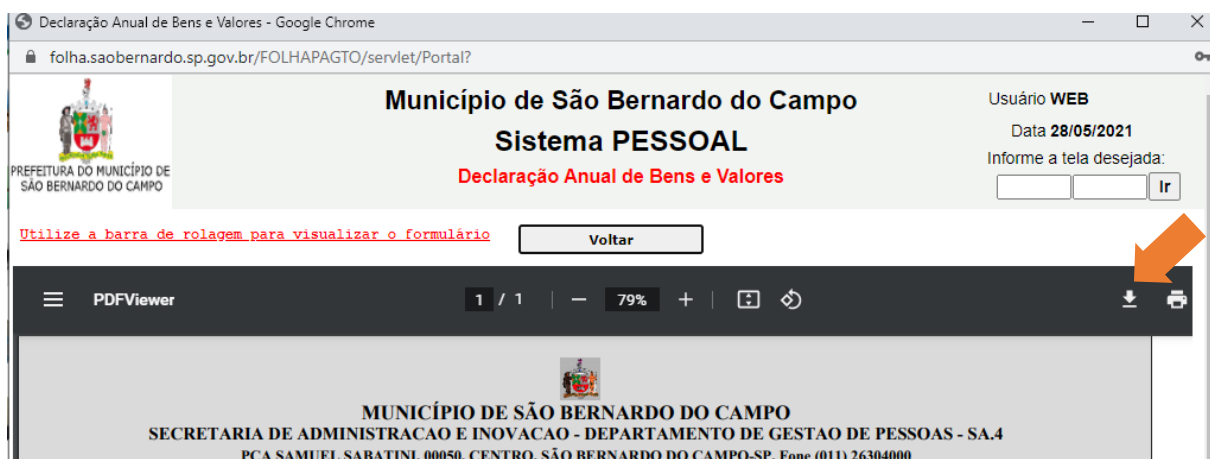 Declaração Anual de Bens e Valores - Google Chrome
folha.saobernardo.sp.gov.br/FOLHAPAGTO/servlet/Portal?
PREFEITURA DO MUNICÍPIO DE
SÃO BERNARDO DO CAMPO
Município de São Bernardo do Campo
Sistema PESSOAL
Declaração Anual de Bens e Valores
Usuário WEB
Data 28/05/2021
Informe a tela desejada:
Ir
Utilize a barra de rolagem para visualizar o formulário
Voltar
PDFViewer
1 / 1
79%
MUNICÍPIO DE SÃO BERNARDO DO CAMPO
SECRETARIA DE ADMINISTRACAO E INOVACAO - DEPARTAMENTO DE GESTAO DE PESSOAS - SA.4
PCA SAMUEL SABATINI, 00050, CENTRO, SÃO BERNARDO DO CAMPO-SP, Fone (011) 26304000